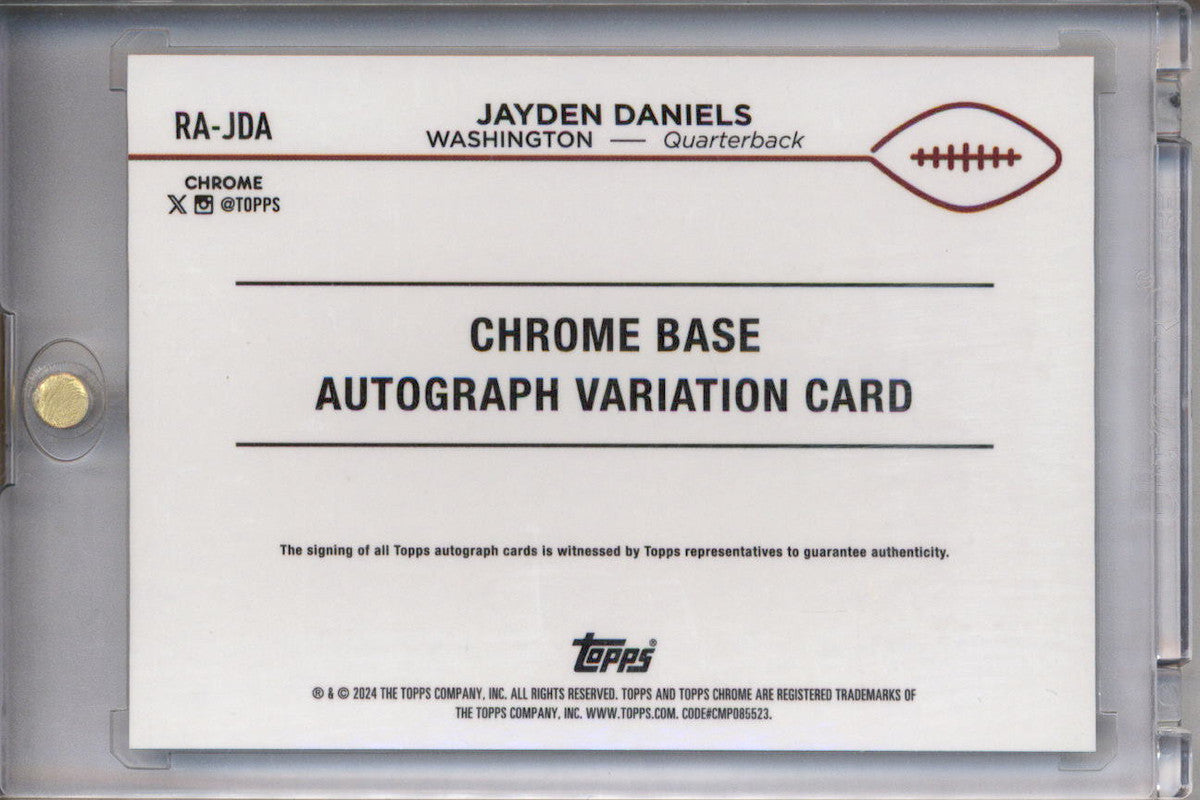 RA-JDA
JAYDEN DANIELS
WASHINGTON — Quarterback
CHROME
@TOPPS
CHROME BASE
AUTOGRAPH VARIATION CARD
The signing of all Topps autograph cards is witnessed by Topps representatives to guarantee authenticity.
Topps®
® & © 2024 THE TOPPS COMPANY, INC. ALL RIGHTS RESERVED. TOPPS AND TOPPS CHROME ARE REGISTERED TRADEMARKS OF
THE TOPPS COMPANY, INC. WWW.TOPPS.COM. CODE#CMP085523.